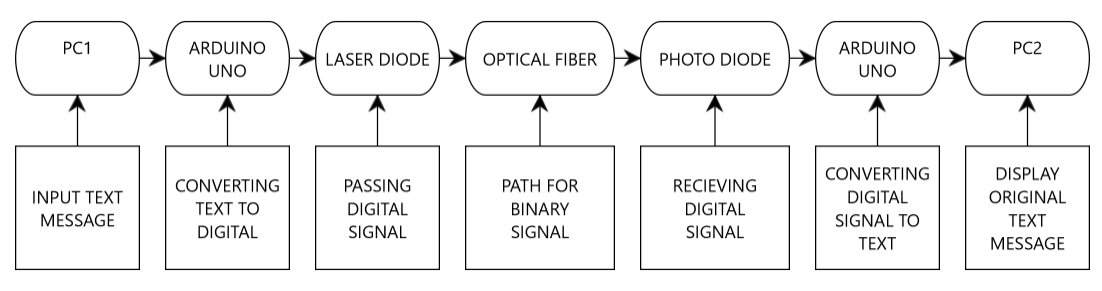 PC1
ARDUINO
UNO
LASER DIODE
OPTICAL FIBER
PHOTO DIODE
ARDUINO
UNO
PC2
INPUT TEXT
MESSAGE
CONVERTING
TEXT TO
DIGITAL
PASSING
DIGITAL
SIGNAL
PATH FOR
BINARY
SIGNAL
RECIEVING
DIGITAL
SIGNAL
CONVERTING
DIGITAL
SIGNAL TO
TEXT
DISPLAY
ORIGINAL
TEXT
MESSAGE